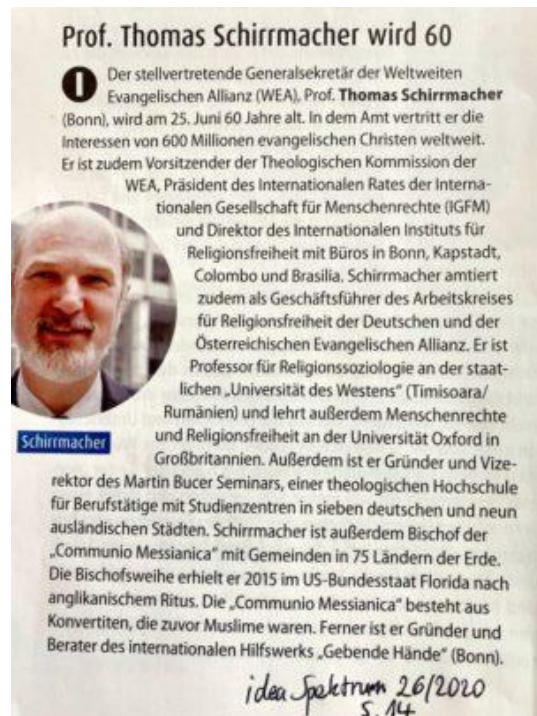 Prof. Thomas Schirrmacher wird 60
Der stellvertretende Generalsekretär der Weltweiten
Evangelischen Allianz (WEA), Prof. Thomas Schirrmacher
(Bonn), wird am 25. Juni 60 Jahre alt. In dem Amt vertritt er die
Interessen von 600 Millionen evangelischen Christen weltweit.
Er ist zudem Vorsitzender der Theologischen Kommission der
WEA, Präsident des Internationalen Rates der Interna-
tionalen Gesellschaft für Menschenrechte (IGFM)
und Direktor des Internationalen Instituts für
Religionsfreiheit mit Büros in Bonn, Kapstadt,
Colombo und Brasilia. Schirrmacher amtiert
zudem als Geschäftsführer des Arbeitskreises
für Religionsfreiheit der Deutschen und der
Österreichischen Evangelischen Allianz. Er ist
Professor für Religionssoziologie an der staat-
lichen „Universität des Westens“ (Timisoara/
Rumänien) und lehrt außerdem Menschenrechte
Schirrmacher
und Religionsfreiheit an der Universität Oxford in
Großbritannien. Außerdem ist er Gründer und Vize-
rektor des Martin Bucer Seminars, einer theologischen Hochschule
für Berufstätige mit Studienzentren in sieben deutschen und neun
ausländischen Städten. Schirrmacher ist außerdem Bischof der
„Communio Messianica“ mit Gemeinden in 75 Ländern der Erde.
Die Bischofsweihe erhielt er 2015 im US-Bundesstaat Florida nach
anglikanischem Ritus. Die „Communio Messianica“ besteht aus
Konvertiten, die zuvor Muslime waren. Ferner ist er Gründer und
Berater des internationalen Hilfswerks „Gebende Hände“ (Bonn).
idea Spektrum 26/2020
S. 14